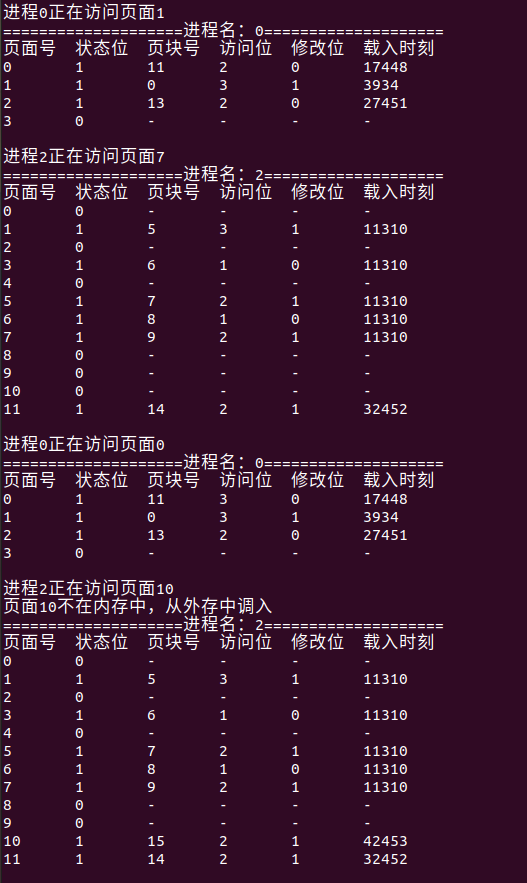 进程0正在访问页面1
====================进程名：0====================
页面号  状态位  页块号  访问位  修改位  载入时刻
0       1       11      2       0       17448
1       1       0       3       1       3934
2       1       13      2       0       27451
3       0       -       -       -       -
进程2正在访问页面7
====================进程名：2====================
页面号  状态位  页块号  访问位  修改位  载入时刻
0       0       -       -       -       -
1       1       5       3       1       11310
2       0       -       -       -       -
3       1       6       1       0       11310
4       0       -       -       -       -
5       1       7       2       1       11310
6       1       8       1       0       11310
7       1       9       2       1       11310
8       0       -       -       -       -
9       0       -       -       -       -
10      0       -       -       -       -
11      1       14      2       1       32452
进程0正在访问页面0
====================进程名：0====================
页面号  状态位  页块号  访问位  修改位  载入时刻
0       1       11      3       0       17448
1       1       0       3       1       3934
2       1       13      2       0       27451
3       0       -       -       -       -
进程2正在访问页面10
页面10不在内存中，从外存中调入
====================进程名：2====================
页面号  状态位  页块号  访问位  修改位  载入时刻
0       0       -       -       -       -
1       1       5       3       1       11310
2       0       -       -       -       -
3       1       6       1       0       11310
4       0       -       -       -       -
5       1       7       2       1       11310
6       1       8       1       0       11310
7       1       9       2       1       11310
8       0       -       -       -       -
9       0       -       -       -       -
10      1       15      2       1       42453
11      1       14      2       1       32452